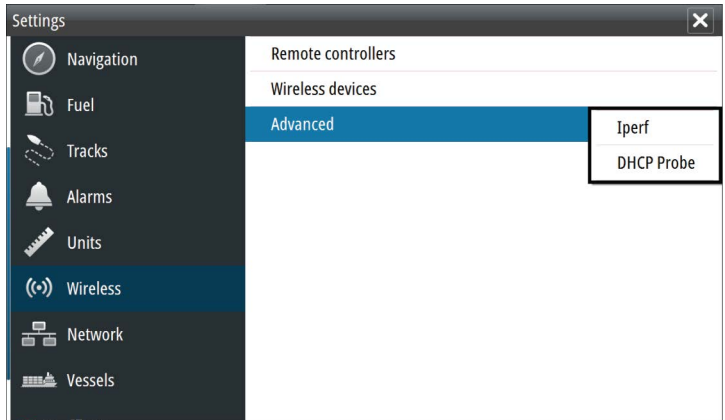 Settings
Navigation
Fuel
Tracks
Alarms
Units
Wireless
Network
Vessels
Remote controllers
Wireless devices
Advanced
Iperf
DHCP Probe